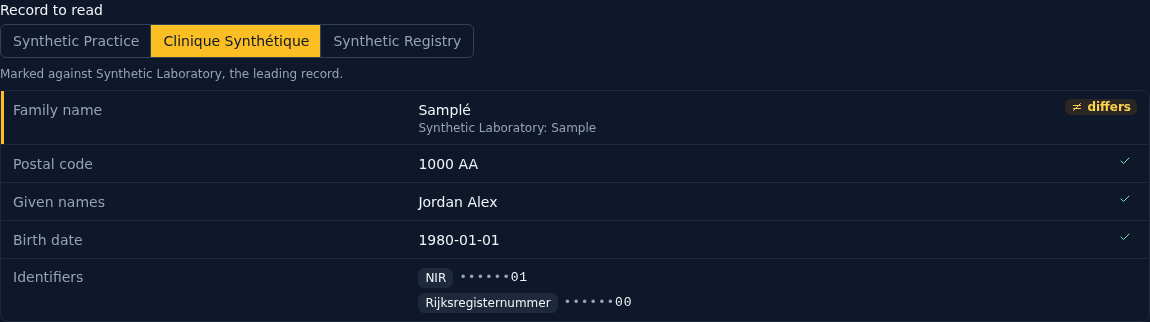 Record to read
Synthetic Practice Clinique Synthétique Synthetic Registry
Marked against Synthetic Laboratory, the leading record.
Family name Samplé ≠ differs
Synthetic Laboratory: Sample
Postal code 1000 AA ✓
Given names Jordan Alex ✓
Birth date 1980-01-01 ✓
Identifiers NIR ••••••01
Rijksregisternummer ••••••00